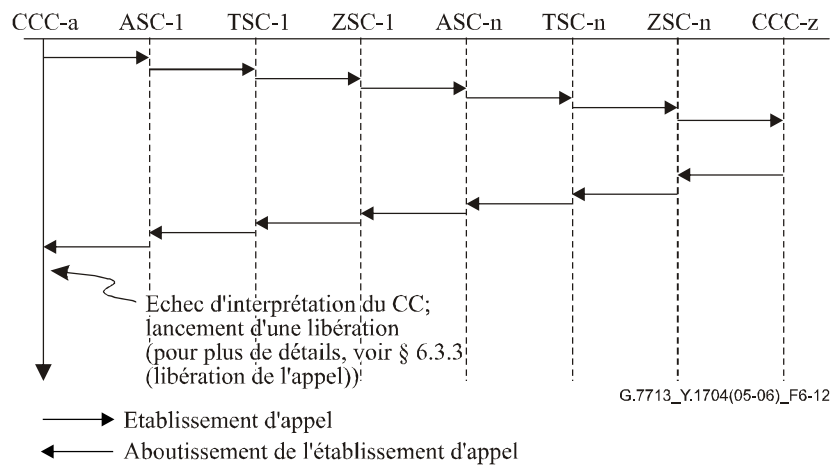 CCC-a ASC-1 TSC-1 ZSC-1 ASC-n TSC-n ZSC-n CCC-z
Echec d'interprétation du CC;
lancement d'une libération
(pour plus de détails, voir § 6.3.3
(libération de l'appel))
G.7713_Y.1704(05-06)_F6-12
Etablissement d'appel
Aboutissement de l'établissement d'appel